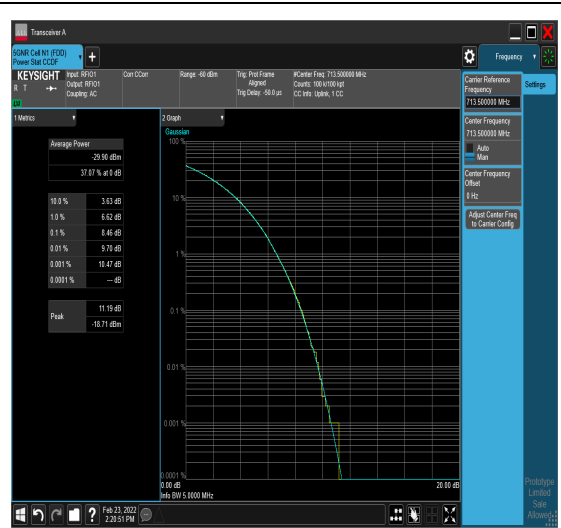 Transceiver A
5GNR Cell N1 (FDD)
Power Stat CCDF
KEYSIGHT
R T
Input: RFIO1
Output: RFIO1
Coupling: AC
Corr CCorr
Range: -60 dBm
Trig: Prot Frame
Aligned
Trig Delay: -50.0 µs
#Center Freq: 713.500000 MHz
Counts: 100 k/100 kpt
CC Info: Uplink, 1 CC
Frequency
Settings
Carrier Reference
Frequency
713.500000 MHz
Center Frequency
713.500000 MHz
Auto
Man
Center Frequency
Offset
0 Hz
Adjust Center Freq
to Carrier Config
1 Metrics
Average Power
-29.90 dBm
37.07 % at 0 dB
10.0 % 3.63 dB
1.0 % 6.62 dB
0.1 % 8.46 dB
0.01 % 9.70 dB
0.001 % 10.47 dB
0.0001 % --- dB
Peak 11.19 dB
-18.71 dBm
2 Graph
Gaussian
100 %
10 %
1 %
0.1 %
0.01 %
0.001 %
0.0001 %
0.00 dB
20.00 dB
Info BW 5.0000 MHz
Prototype
Limited
Sale
Allowed
? Feb 23, 2022
2:20:51 PM